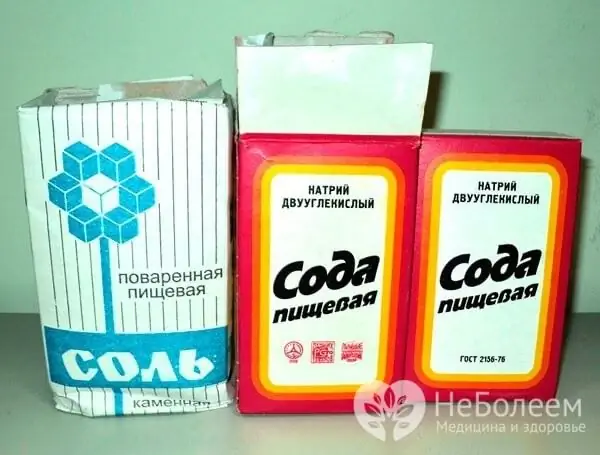 поваренная
пищевая
СОЛЬ
каменная
НАТРИЙ
ДВУУГЛЕКИСЛЫЙ
Сода
пищевая
НАТРИЙ
ДВУУГЛЕКИСЛЫЙ
Сода
пищевая
ГОСТ 2156-76
НеБолеем
Медицина и здоровье